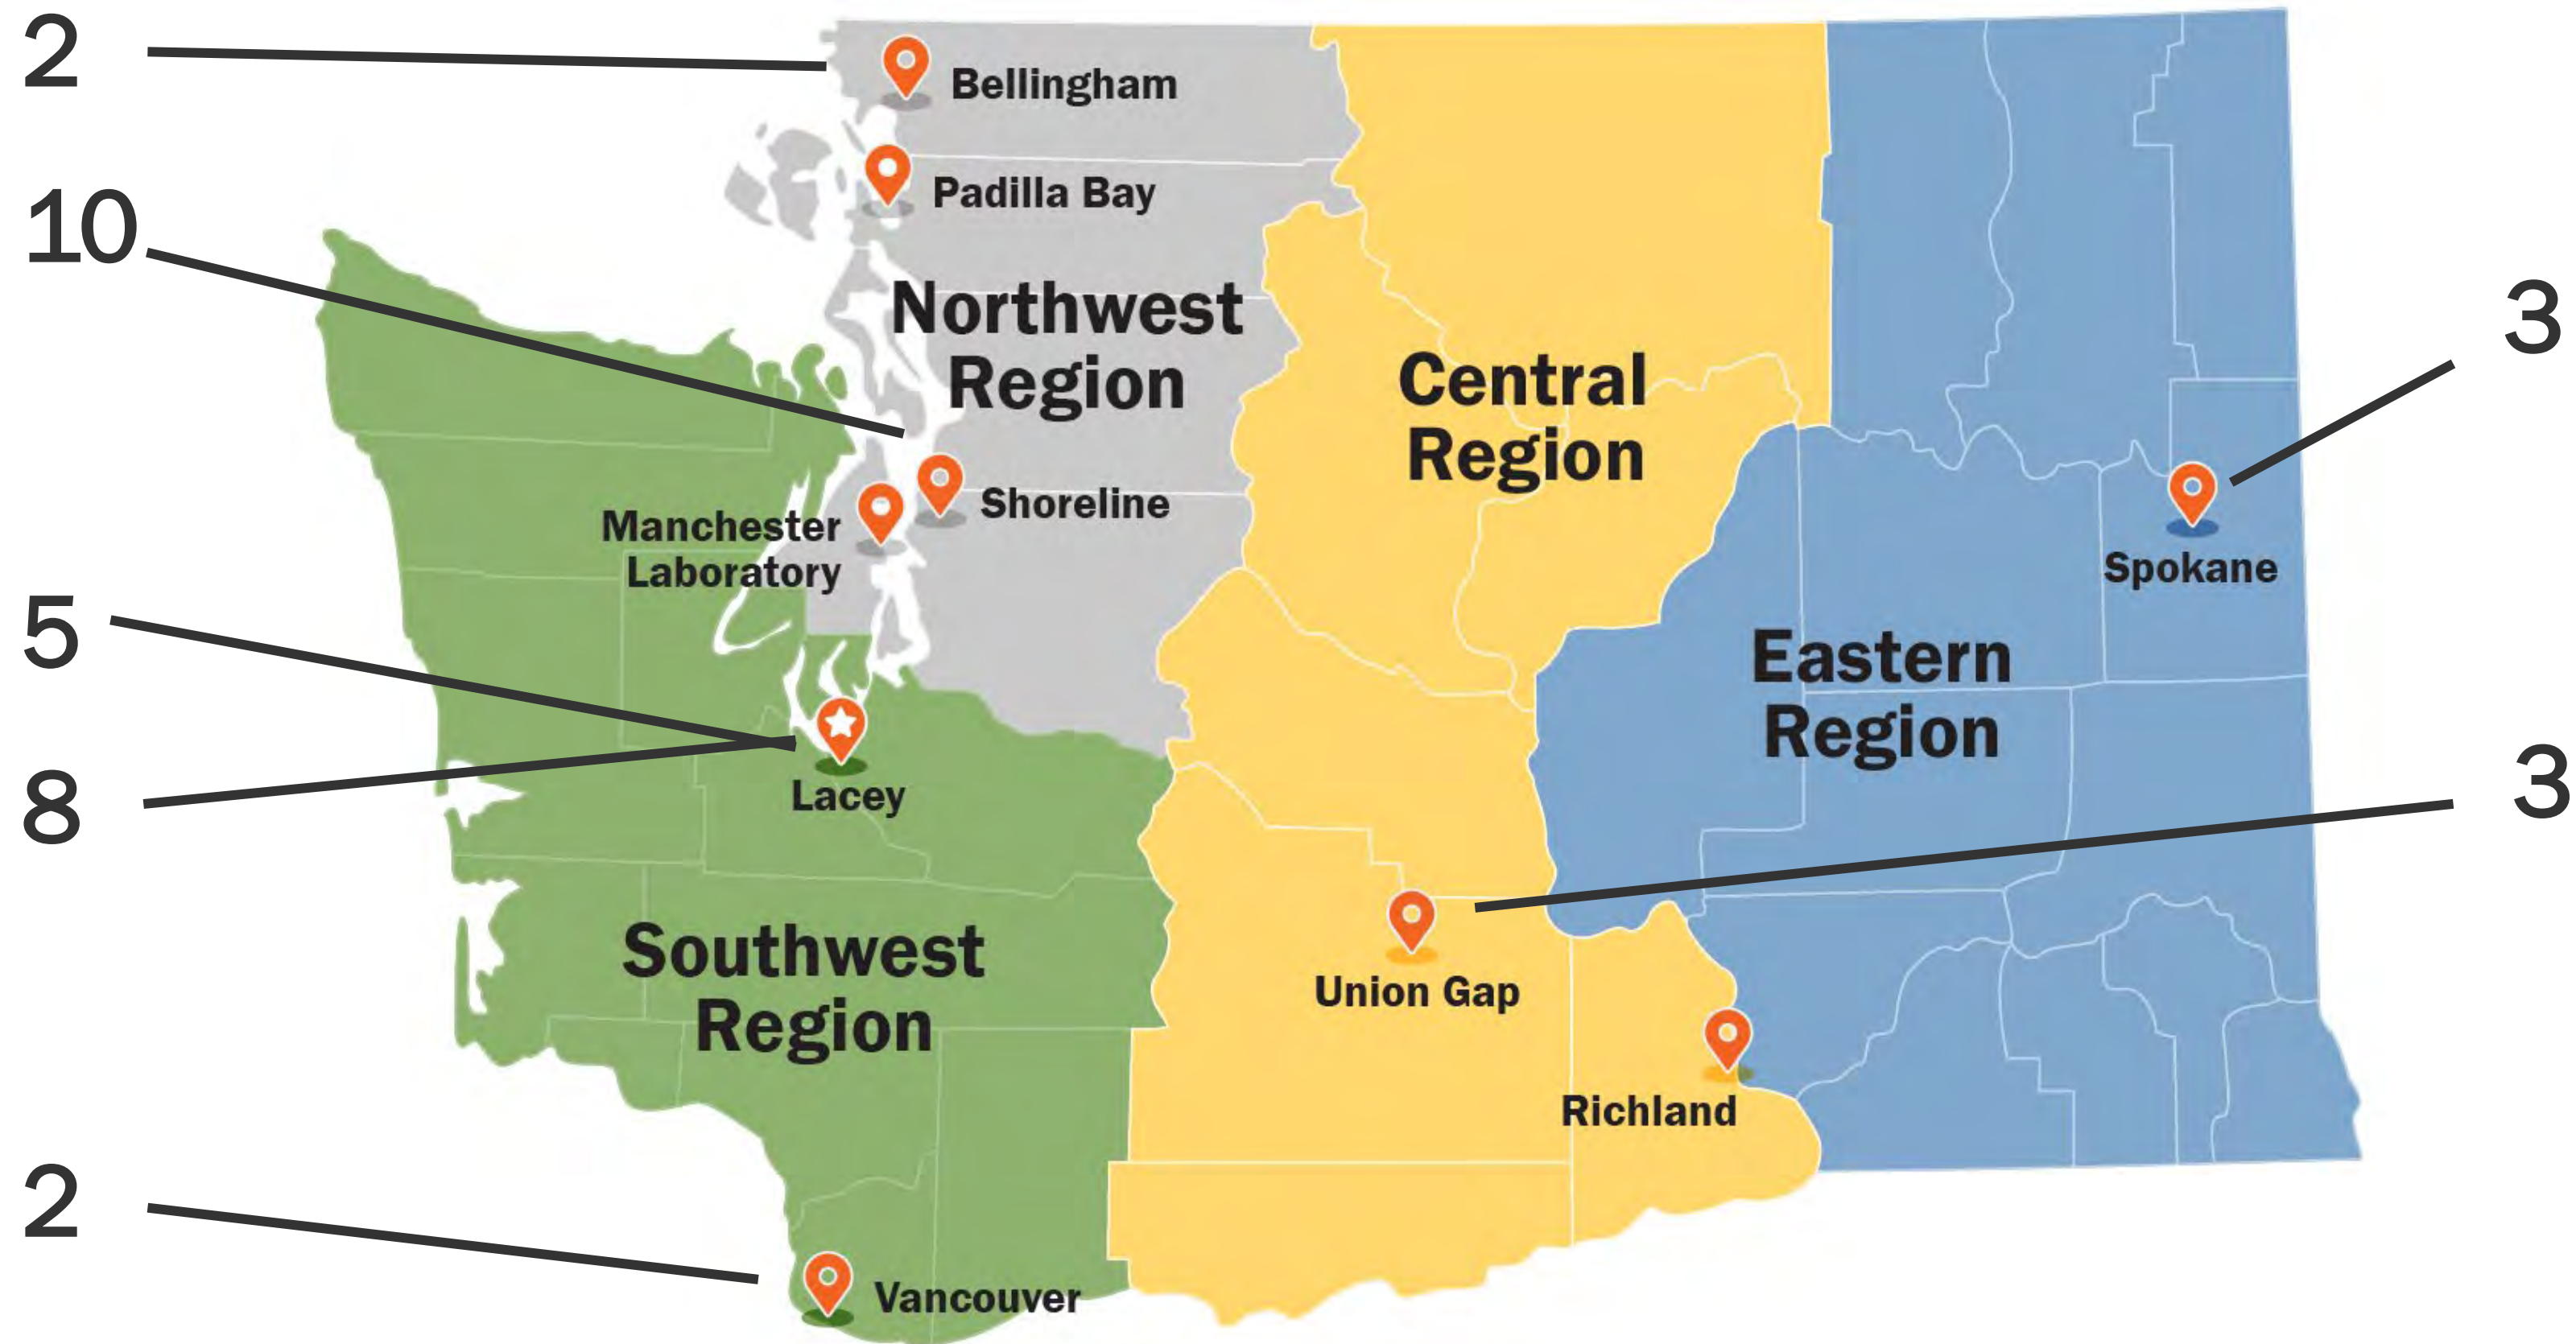 2
Bellingham
Padilla Bay
10
Northwest
Region
3
Central
Region
Shoreline
Manchester
Laboratory
Spokane
5
Eastern
Region
Lacey
8
3
Southwest
Region
Union Gap
Richland
2
Vancouver